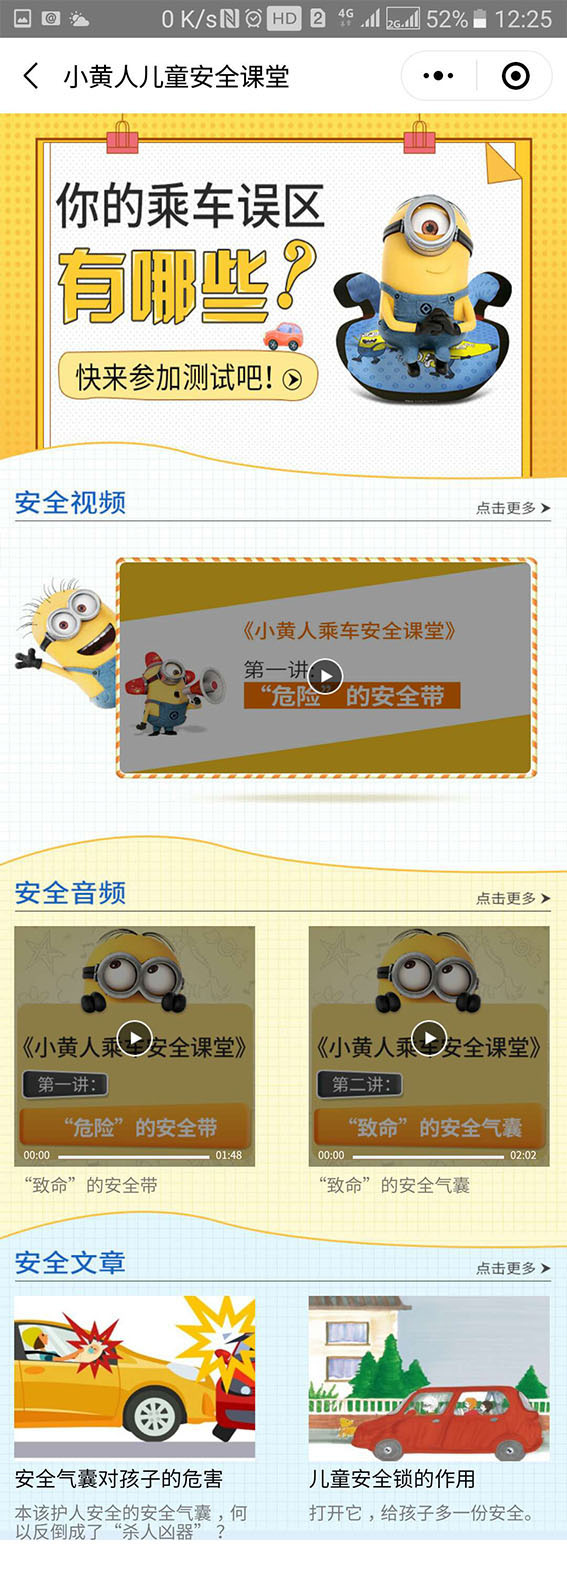 0 K/s HD 2 4G 2G 52% 12:25
小黄人儿童安全课堂
你的乘车误区
有哪些?
快来参加测试吧!
安全视频
点击更多
《小黄人乘车安全课堂》
第一讲:
“危险”的安全带
安全音频
点击更多
《小黄人乘车安全课堂》
第一讲:
“危险”的安全带
00:00 01:48
“致命”的安全带
《小黄人乘车安全课堂》
第二讲:
“致命”的安全气囊
00:00 02:02
“致命”的安全气囊
安全文章
点击更多
安全气囊对孩子的危害
本该护人安全的安全气囊,何
以反倒成了“杀人凶器”?
儿童安全锁的作用
打开它,给孩子多一份安全。